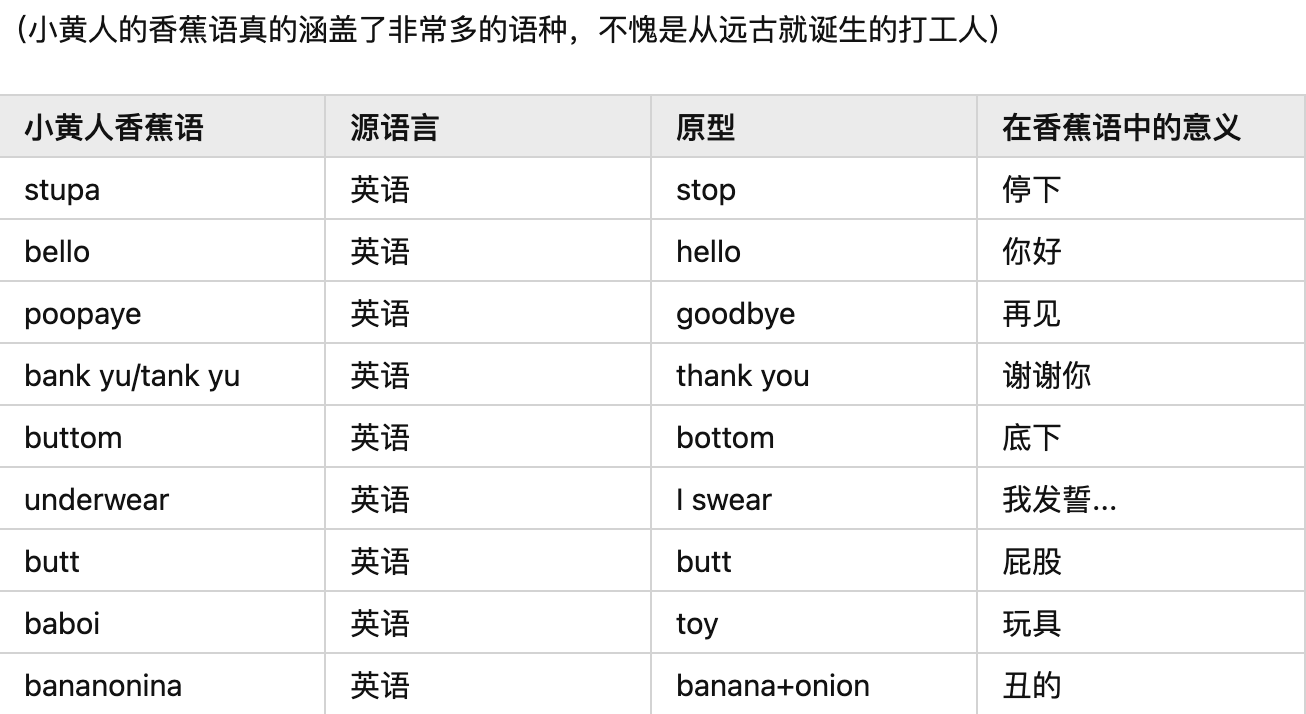 （小黄人的香蕉语真的涵盖了非常多的语种，不愧是从远古就诞生的打工人）
小黄人香蕉语 源语言 原型 在香蕉语中的意义
stupa 英语 stop 停下
bello 英语 hello 你好
poopaye 英语 goodbye 再见
bank yu/tank yu 英语 thank you 谢谢你
buttom 英语 bottom 底下
underwear 英语 I swear 我发誓...
butt 英语 butt 屁股
baboi 英语 toy 玩具
bananonina 英语 banana+onion 丑的